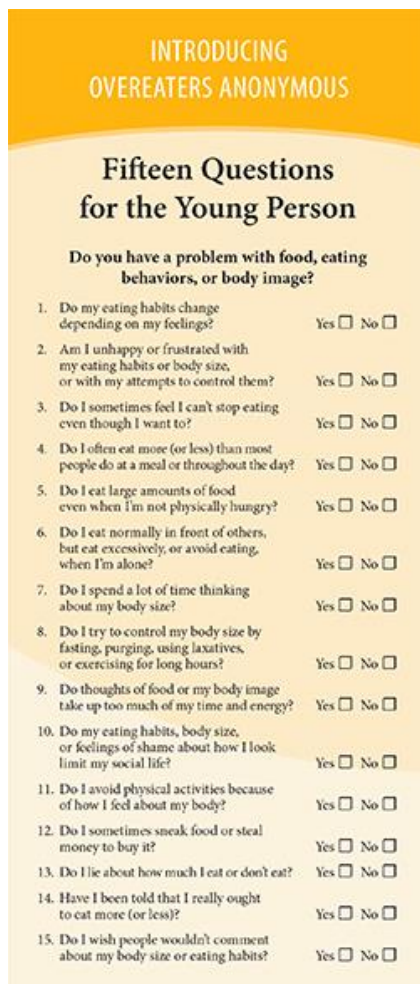 INTRODUCING
OVEREATERS ANONYMOUS
Fifteen Questions
for the Young Person
Do you have a problem with food, eating
behaviors, or body image?
1. Do my eating habits change
depending on my feelings? Yes ☐ No ☐
2. Am I unhappy or frustrated with
my eating habits or body size,
or with my attempts to control them? Yes ☐ No ☐
3. Do I sometimes feel I can't stop eating
even though I want to? Yes ☐ No ☐
4. Do I often eat more (or less) than most
people do at a meal or throughout the day? Yes ☐ No ☐
5. Do I eat large amounts of food
even when I'm not physically hungry? Yes ☐ No ☐
6. Do I eat normally in front of others,
but eat excessively, or avoid eating,
when I'm alone? Yes ☐ No ☐
7. Do I spend a lot of time thinking
about my body size? Yes ☐ No ☐
8. Do I try to control my body size by
fasting, purging, using laxatives,
or exercising for long hours? Yes ☐ No ☐
9. Do thoughts of food or my body image
take up too much of my time and energy? Yes ☐ No ☐
10. Do my eating habits, body size,
or feelings of shame about how I look
limit my social life? Yes ☐ No ☐
11. Do I avoid physical activities because
of how I feel about my body? Yes ☐ No ☐
12. Do I sometimes sneak food or steal
money to buy it? Yes ☐ No ☐
13. Do I lie about how much I eat or don't eat? Yes ☐ No ☐
14. Have I been told that I really ought
to eat more (or less)? Yes ☐ No ☐
15. Do I wish people wouldn't comment
about my body size or eating habits? Yes ☐ No ☐